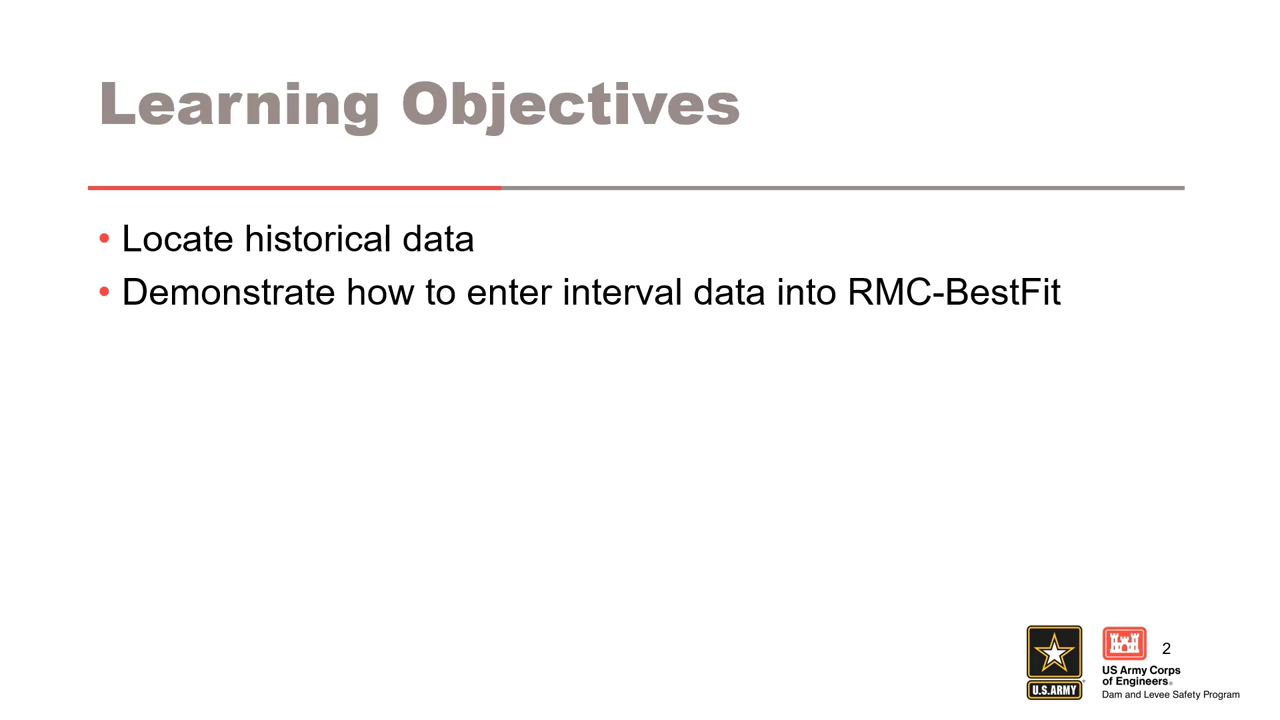 Learning Objectives
• Locate historical data
• Demonstrate how to enter interval data into RMC-BestFit
2
U.S.ARMY
US Army Corps
of Engineers®
Dam and Levee Safety Program